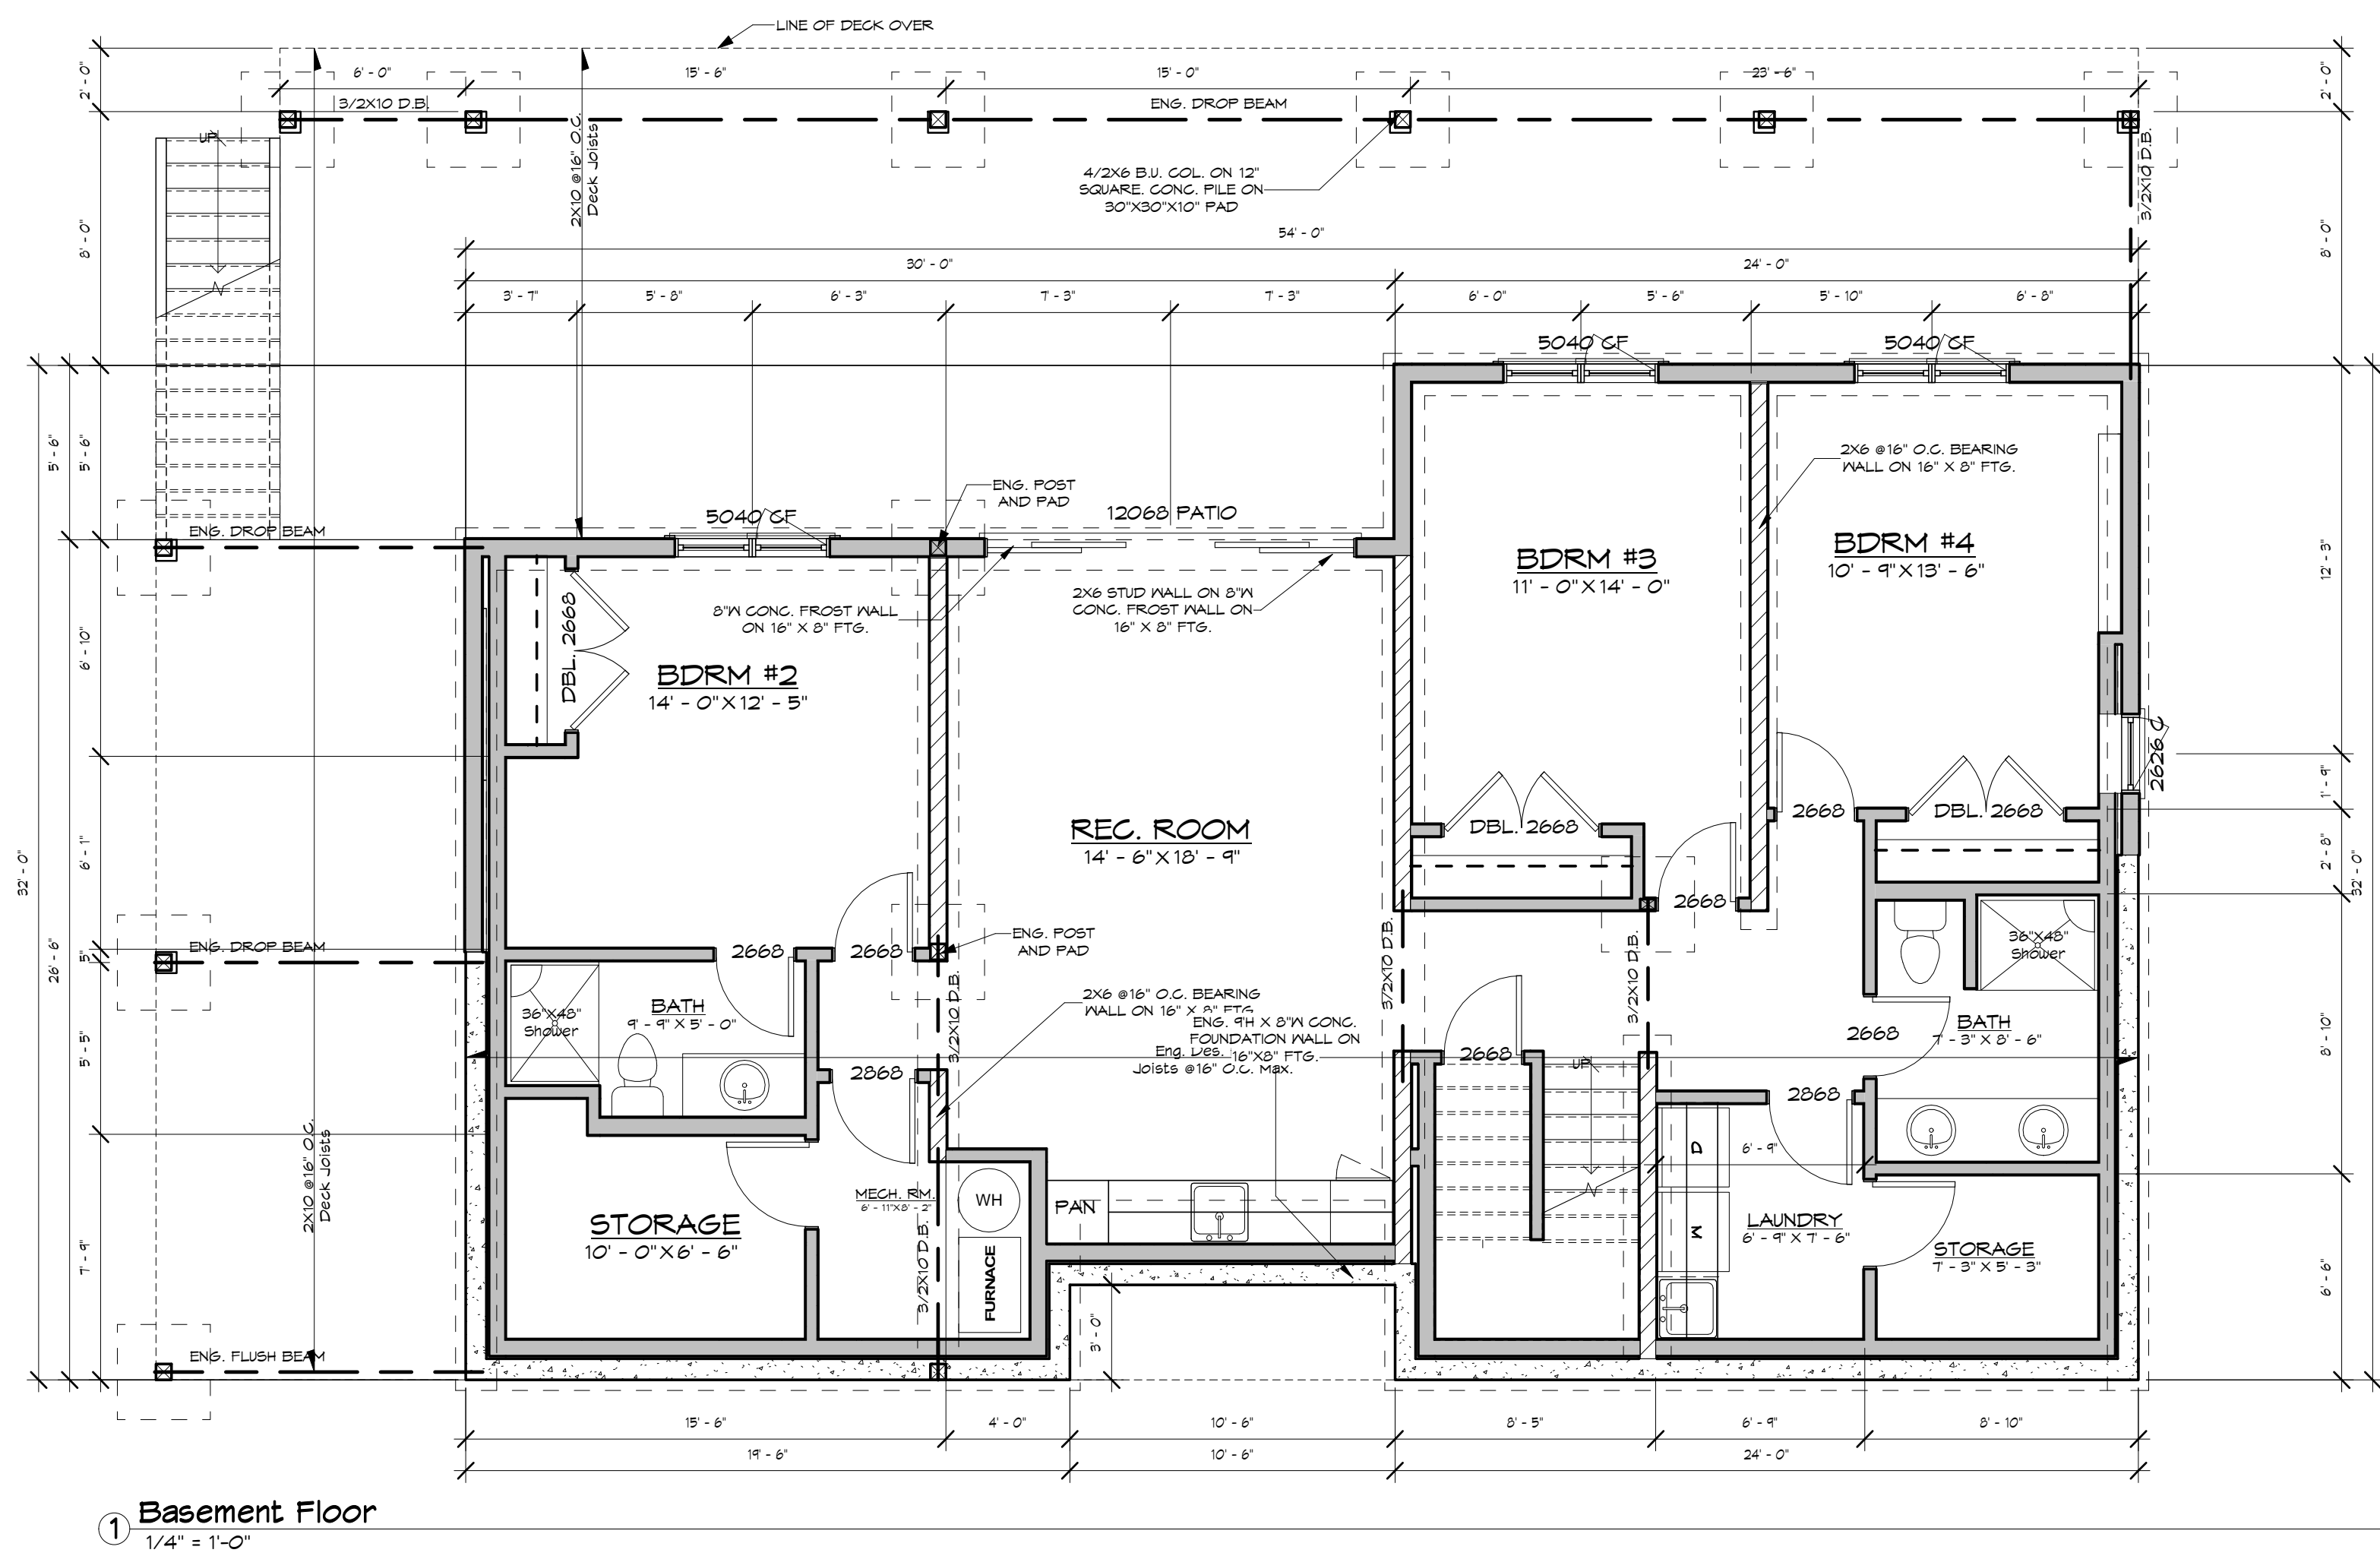 LINE OF DECK OVER
2' - 0"
6' - 0"
15' - 6"
15' - 0"
23' - 6"
2' - 0"
3/2X10 D.B.
ENG. DROP BEAM
UP
2X10 @16" O.C.
Deck Joists
4/2X6 B.U. COL. ON 12"
SQUARE. CONC. PILE ON
30"X30"X10" PAD
3/2X10 D.B.
8' - 0"
8' - 0"
54' - 0"
30' - 0"
24' - 0"
3' - 7"
5' - 8"
6' - 3"
7' - 3"
7' - 3"
6' - 0"
5' - 6"
5' - 10"
6' - 8"
5040 CF
5040 CF
5' - 6"
5' - 6"
2X6 @16" O.C. BEARING
WALL ON 16" X 8" FTG.
ENG. POST
AND PAD
5040 CF
12068 PATIO
ENG. DROP BEAM
BDRM #3
11' - 0"X14' - 0"
BDRM #4
10' - 9"X13' - 6"
12' - 3"
8"W CONC. FROST WALL
ON 16" X 8" FTG.
2X6 STUD WALL ON 8"W
CONC. FROST WALL ON
16" X 8" FTG.
DBL. 2668
6' - 10"
BDRM #2
14' - 0"X12' - 5"
2626 C
1' - 9"
REC. ROOM
14' - 6"X18' - 9"
DBL. 2668
2668
DBL. 2668
32' - 0"
6' - 1"
2' - 8"
32' - 0"
2668
26' - 6"
5"
ENG. DROP BEAM
2668
2668
ENG. POST
AND PAD
3/2X10 D.B.
3/2X10 D.B.
3/2X10 D.B.
36"X48"
Shower
36"X48"
Shower
BATH
9' - 9" X 5' - 0"
2X6 @16" O.C. BEARING
WALL ON 16" X 8" FTG.
ENG. 9'H X 8"W CONC.
FOUNDATION WALL ON
16"X8" FTG.
Eng. Des.
Joists @16" O.C. Max.
2668
UP
2668
BATH
7' - 3" X 8' - 6"
8' - 10"
5' - 5"
2868
2868
2X10 @16" O.C.
Deck Joists
D
6' - 9"
MECH. RM.
6' - 11"X8' - 2"
WH
PAN
STORAGE
10' - 0"X6' - 6"
M
LAUNDRY
6' - 9" X 7' - 6"
STORAGE
7' - 3"X 5' - 3"
3/2X10 D.B.
FURNACE
7' - 9"
6' - 6"
3' - 0"
ENG. FLUSH BEAM
15' - 6"
4' - 0"
10' - 6"
8' - 5"
6' - 9"
8' - 10"
19' - 6"
10' - 6"
24' - 0"
1
Basement Floor
1/4" = 1'-0"